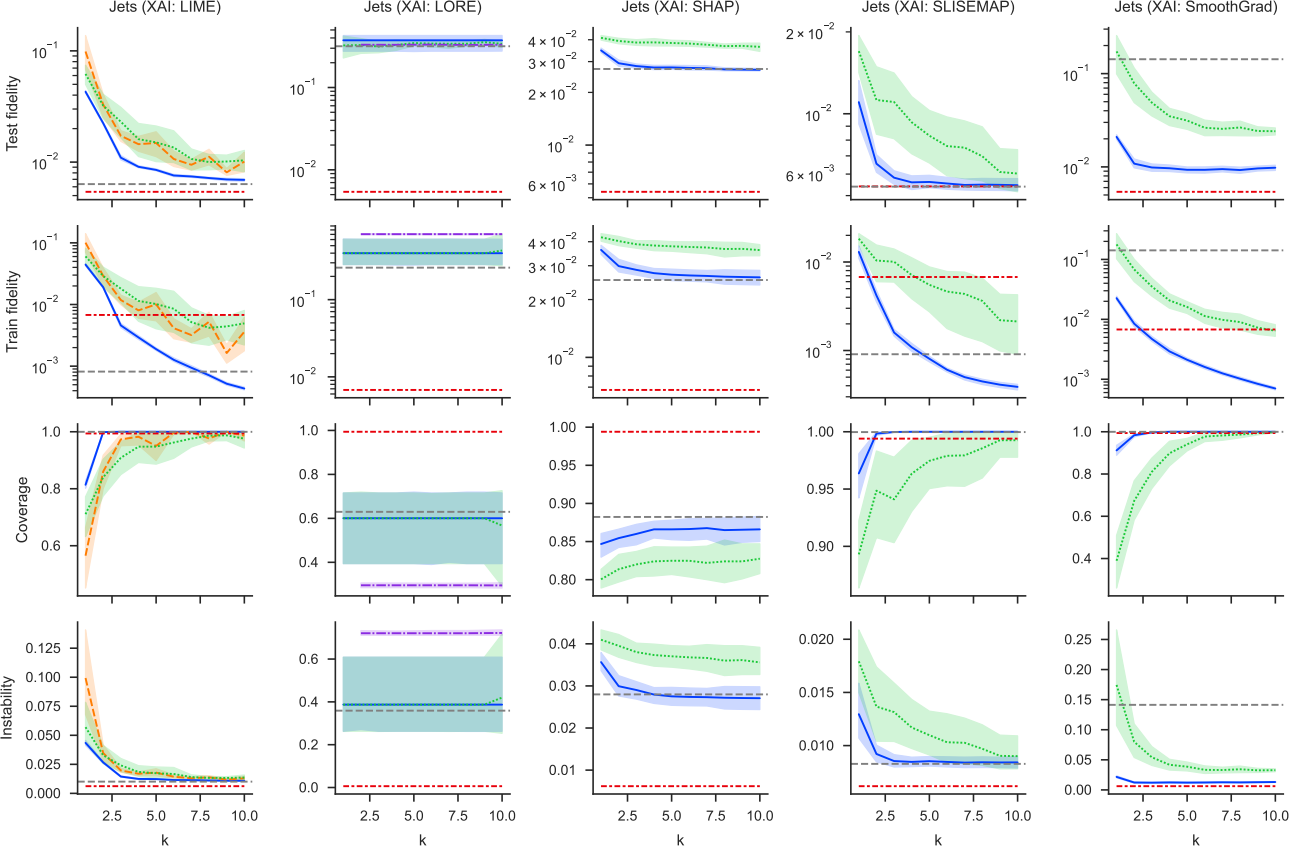 Jets (XAI: LIME)
Jets (XAI: LORE)
Jets (XAI: SHAP)
Jets (XAI: SLISEMAP)
Jets (XAI: SmoothGrad)
Test fidelity
10⁻¹
10⁻²
10⁻¹
10⁻²
4 × 10⁻²
3 × 10⁻²
2 × 10⁻²
10⁻²
6 × 10⁻³
2 × 10⁻²
10⁻²
6 × 10⁻³
10⁻¹
10⁻²
Train fidelity
10⁻¹
10⁻²
10⁻³
10⁻¹
10⁻²
4 × 10⁻²
3 × 10⁻²
2 × 10⁻²
10⁻²
10⁻²
10⁻³
10⁻¹
10⁻²
10⁻³
Coverage
1.0
0.8
0.6
1.0
0.8
0.6
0.4
1.00
0.95
0.90
0.85
0.80
1.00
0.95
0.90
1.0
0.8
0.6
0.4
Instability
0.125
0.100
0.075
0.050
0.025
0.000
0.6
0.4
0.2
0.0
0.04
0.03
0.02
0.01
0.020
0.015
0.010
0.25
0.20
0.15
0.10
0.05
0.00
2.5 5.0 7.5 10.0
2.5 5.0 7.5 10.0
2.5 5.0 7.5 10.0
2.5 5.0 7.5 10.0
2.5 5.0 7.5 10.0
k
k
k
k
k